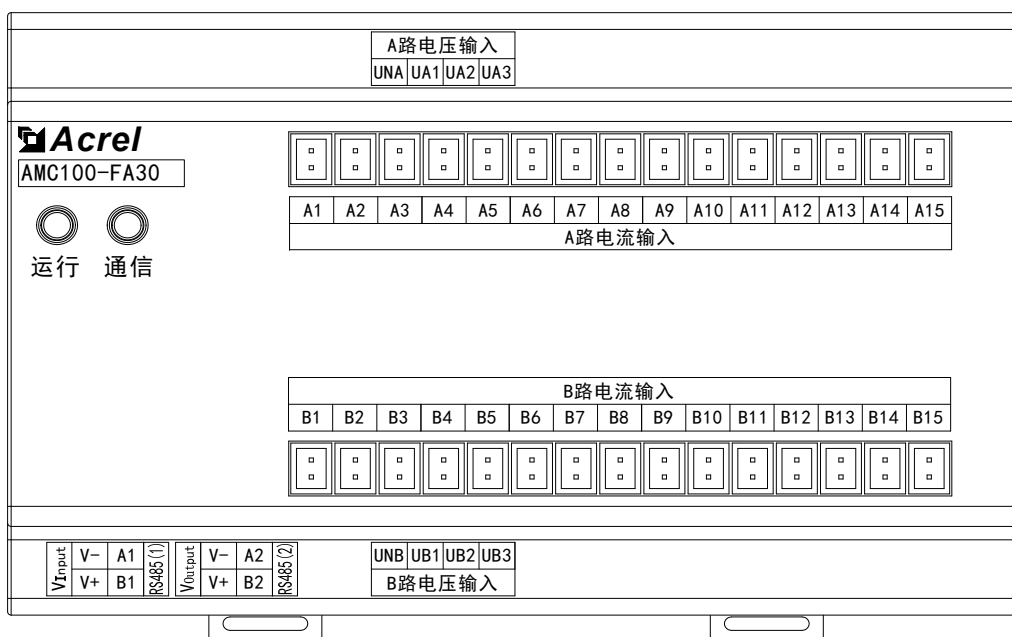 A路电压输入
UNA UA1 UA2 UA3
Acrel
AMC100-FA30
运行 通信
A1 A2 A3 A4 A5 A6 A7 A8 A9 A10 A11 A12 A13 A14 A15
A路电流输入
B路电流输入
B1 B2 B3 B4 B5 B6 B7 B8 B9 B10 B11 B12 B13 B14 B15
VInput V- A1 RS485(1) VOutput V- A2 RS485(2) UNB UB1 UB2 UB3
V+ B1 V+ B2 B路电压输入